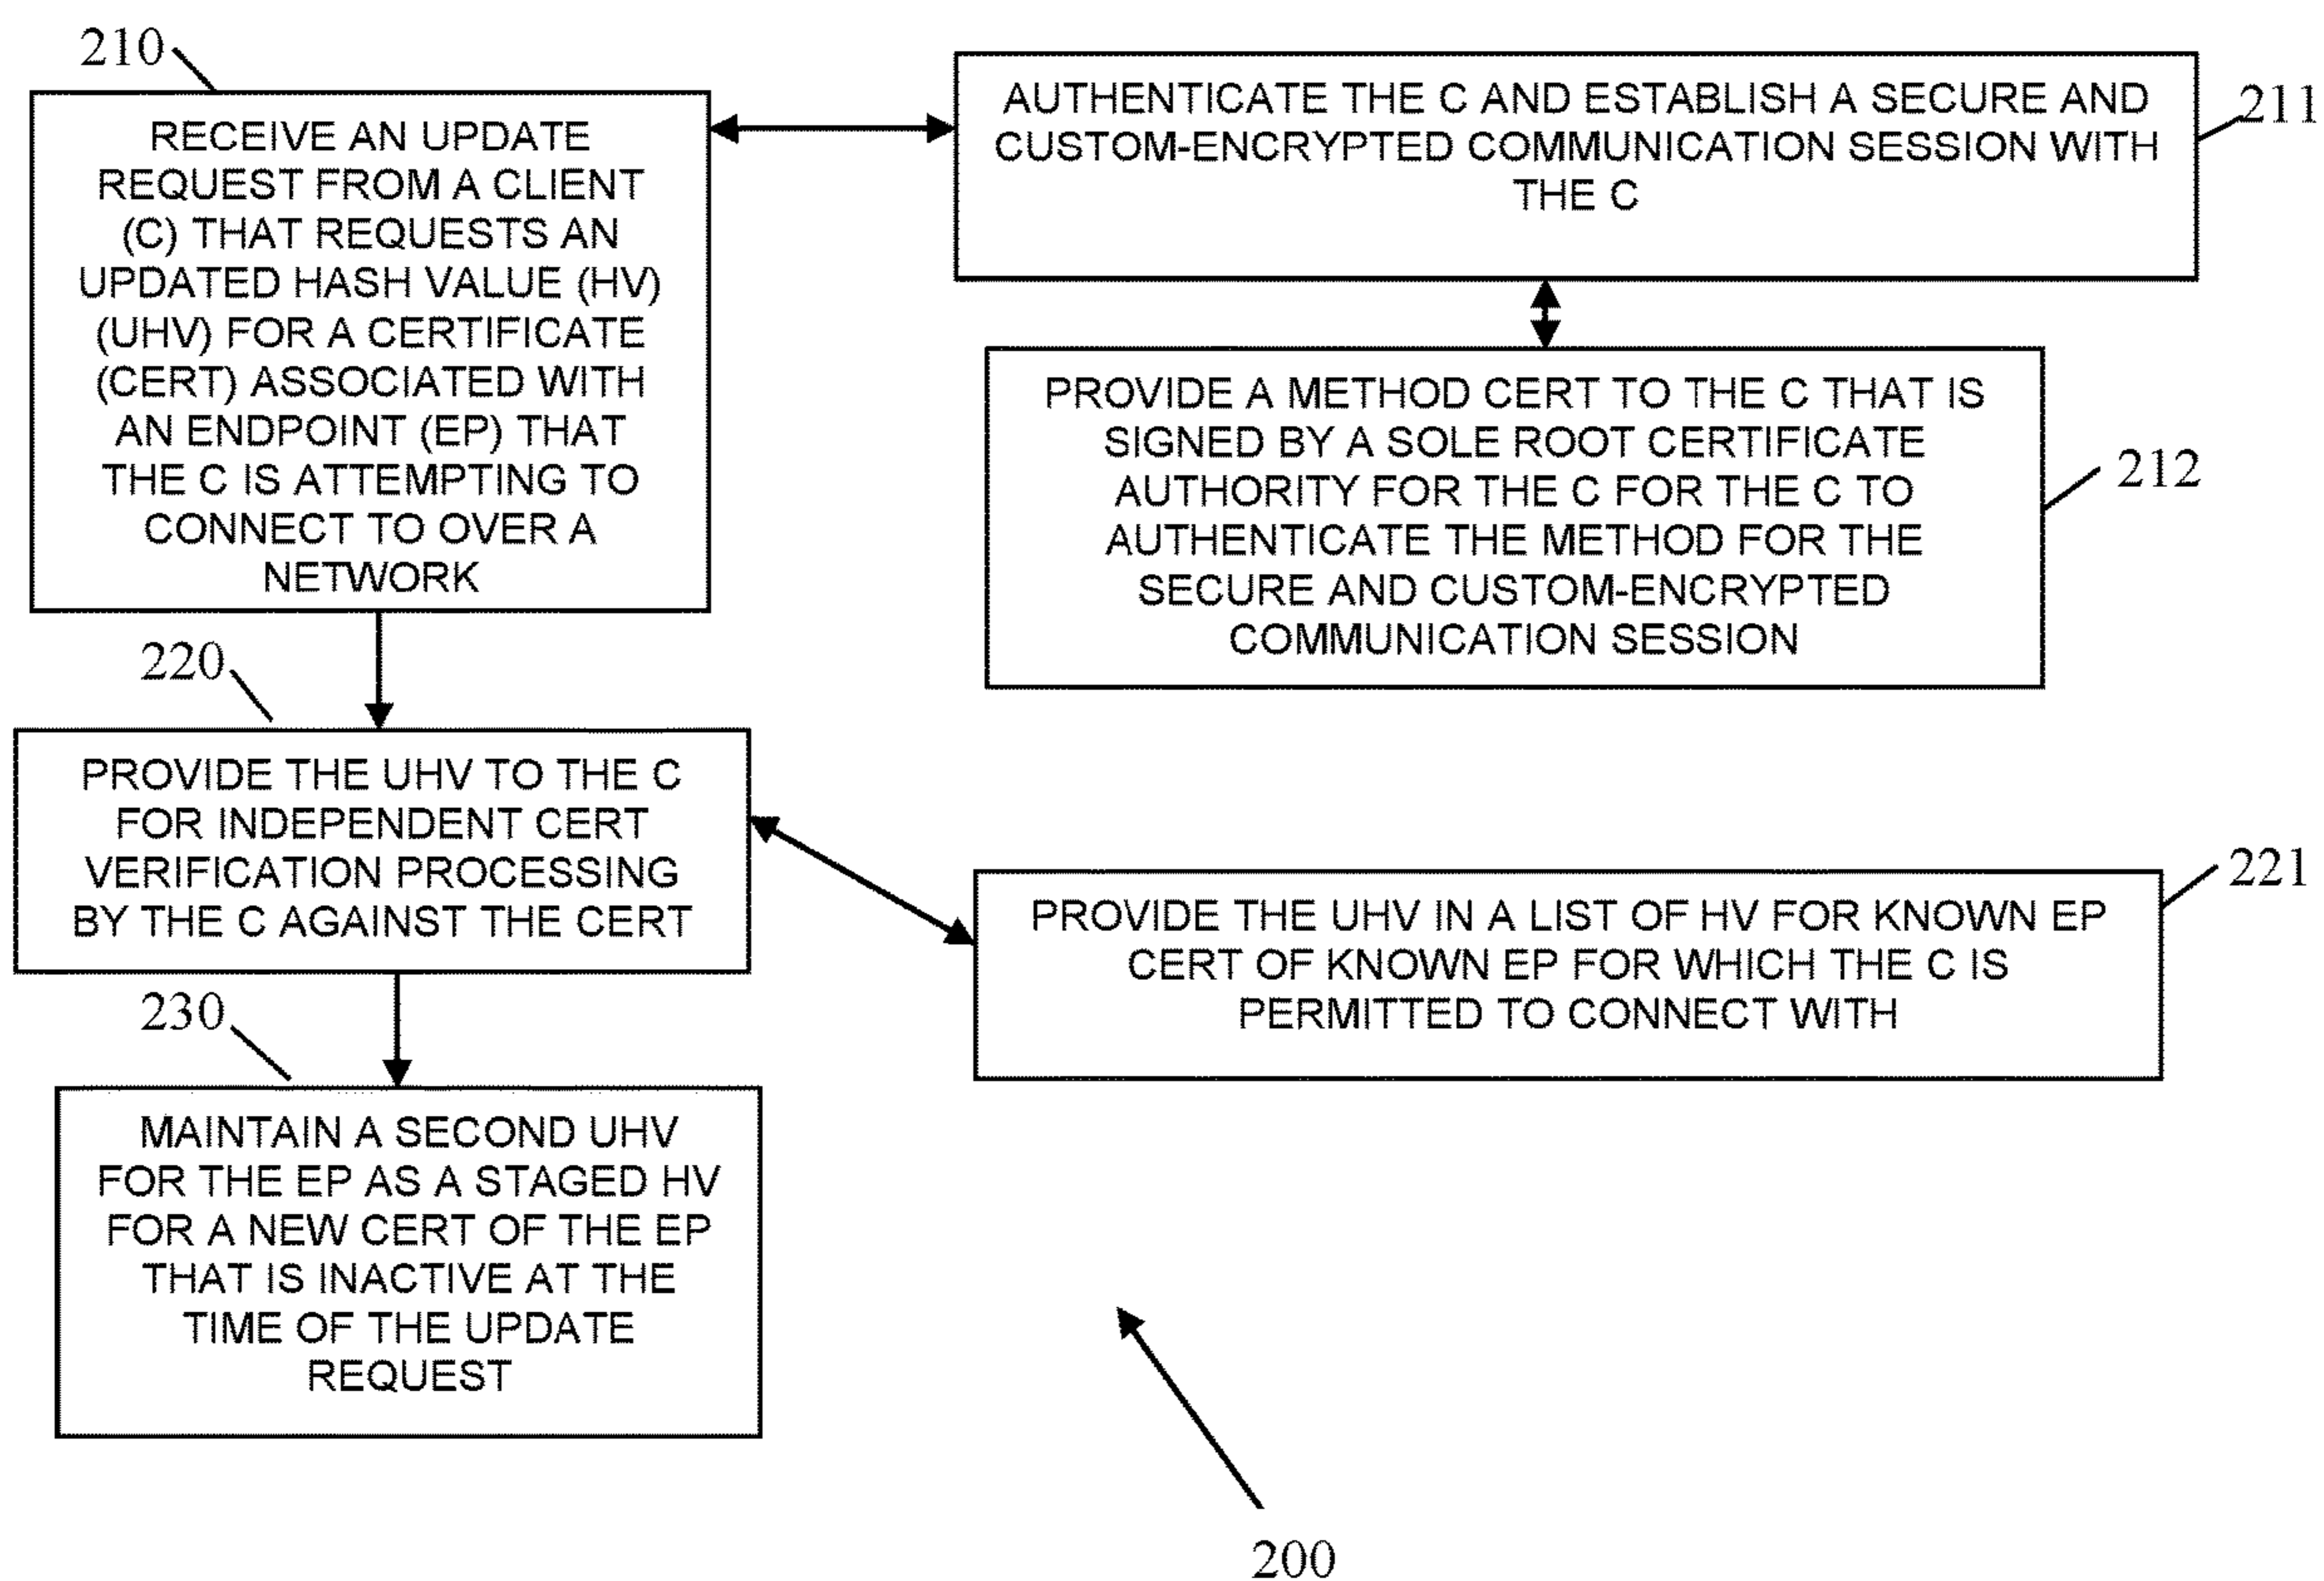 210
RECEIVE AN UPDATE
REQUEST FROM A CLIENT
(C) THAT REQUESTS AN
UPDATED HASH VALUE (HV)
(UHV) FOR A CERTIFICATE
(CERT) ASSOCIATED WITH
AN ENDPOINT (EP) THAT
THE C IS ATTEMPTING TO
CONNECT TO OVER A
NETWORK
211
AUTHENTICATE THE C AND ESTABLISH A SECURE AND
CUSTOM-ENCRYPTED COMMUNICATION SESSION WITH
THE C
212
PROVIDE A METHOD CERT TO THE C THAT IS
SIGNED BY A SOLE ROOT CERTIFICATE
AUTHORITY FOR THE C FOR THE C TO
AUTHENTICATE THE METHOD FOR THE
SECURE AND CUSTOM-ENCRYPTED
COMMUNICATION SESSION
220
PROVIDE THE UHV TO THE C
FOR INDEPENDENT CERT
VERIFICATION PROCESSING
BY THE C AGAINST THE CERT
221
PROVIDE THE UHV IN A LIST OF HV FOR KNOWN EP
CERT OF KNOWN EP FOR WHICH THE C IS
PERMITTED TO CONNECT WITH
230
MAINTAIN A SECOND UHV
FOR THE EP AS A STAGED HV
FOR A NEW CERT OF THE EP
THAT IS INACTIVE AT THE
TIME OF THE UPDATE
REQUEST
200